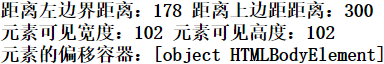 距离左边界距离：178 距离上边距距离：300
元素可见宽度：102 元素可见高度：102
元素的偏移容器：[object HTMLBodyElement]